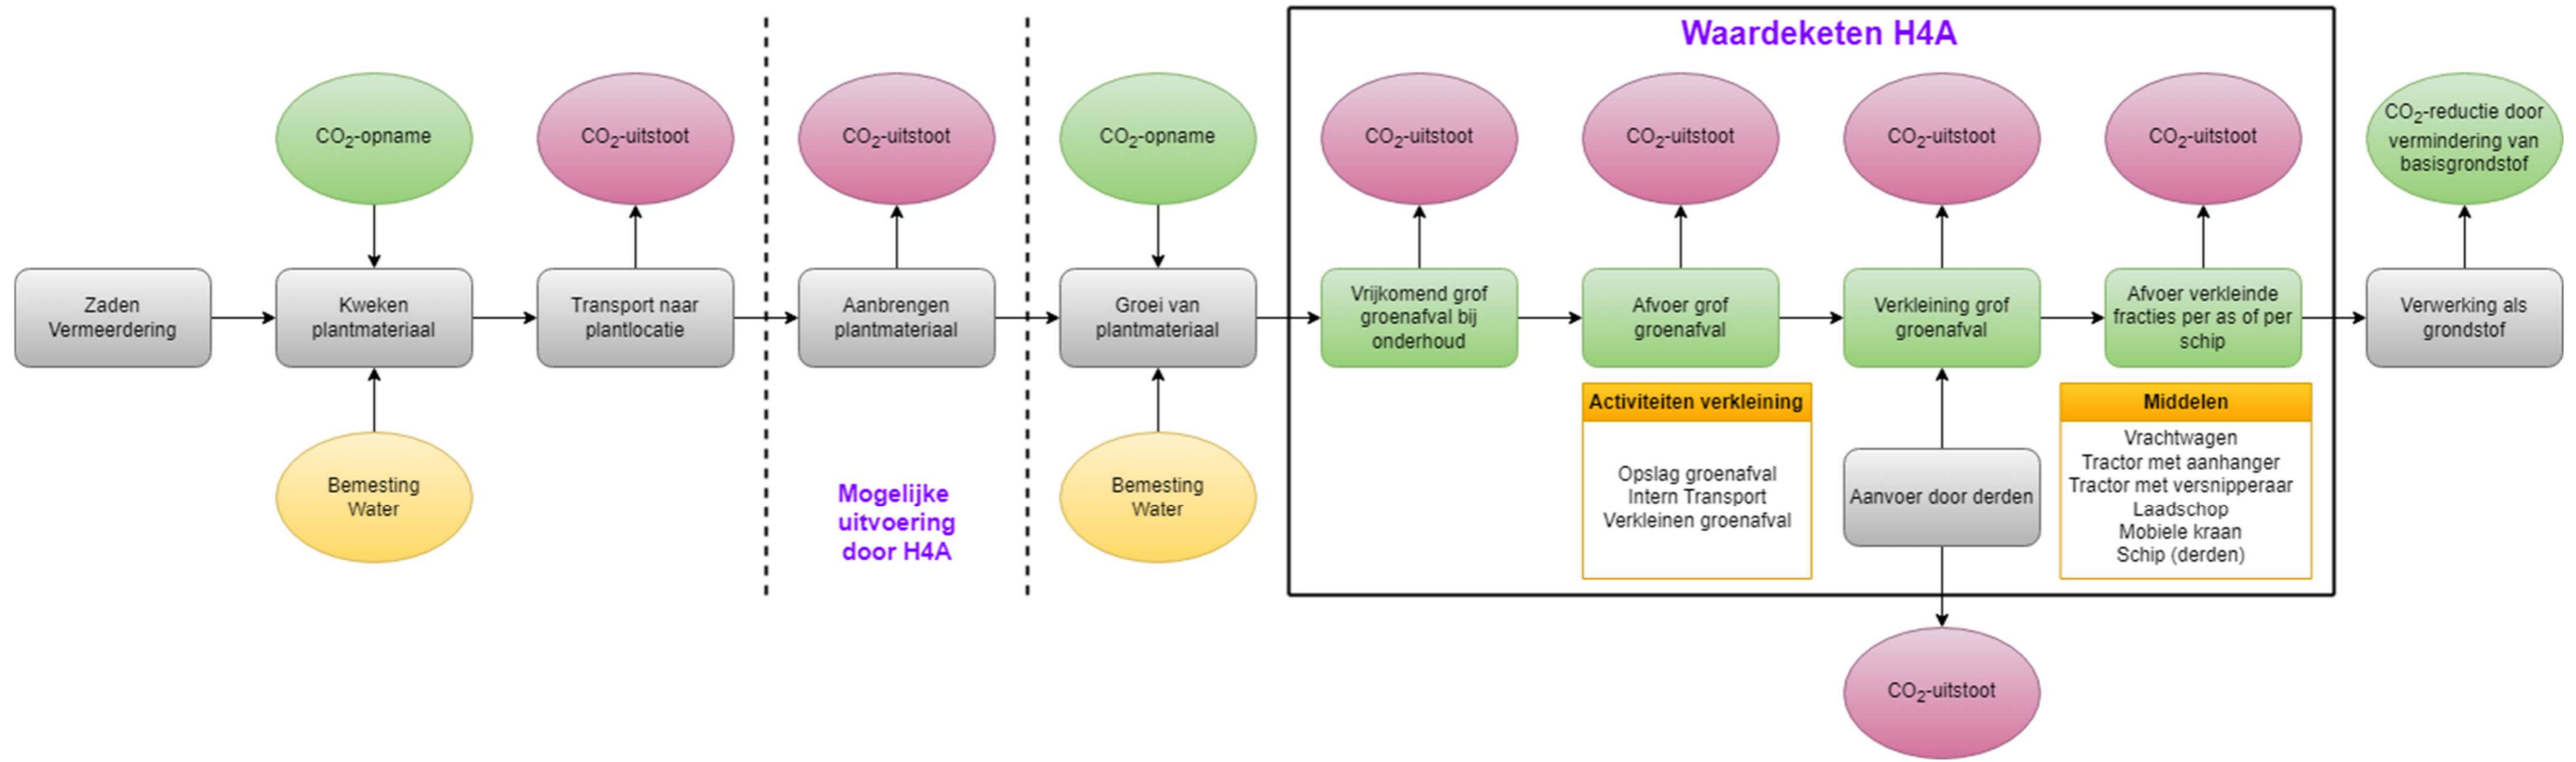 Waardeketen H4A
CO2-opname
CO2-uitstoot
CO2-uitstoot
CO2-opname
CO2-uitstoot
CO2-uitstoot
CO2-uitstoot
CO2-uitstoot
CO2-reductie door
vermindering van
basisgrondstof
Zaden
Vermeerdering
Kweken
plantmateriaal
Transport naar
plantlocatie
Aanbrengen
plantmateriaal
Groei van
plantmateriaal
Vrijkomend grof
groenafval bij
onderhoud
Afvoer grof
groenafval
Verkleining grof
groenafval
Afvoer verkleinde
fracties per as of per
schip
Verwerking als
grondstof
Bemesting
Water
Mogelijke
uitvoering
door H4A
Bemesting
Water
Activiteiten verkleining
Opslag groenafval
Intern Transport
Verkleinen groenafval
Aanvoer door derden
Middelen
Vrachtwagen
Tractor met aanhanger
Tractor met versnipperaar
Laadschop
Mobiele kraan
Schip (derden)
CO2-uitstoot